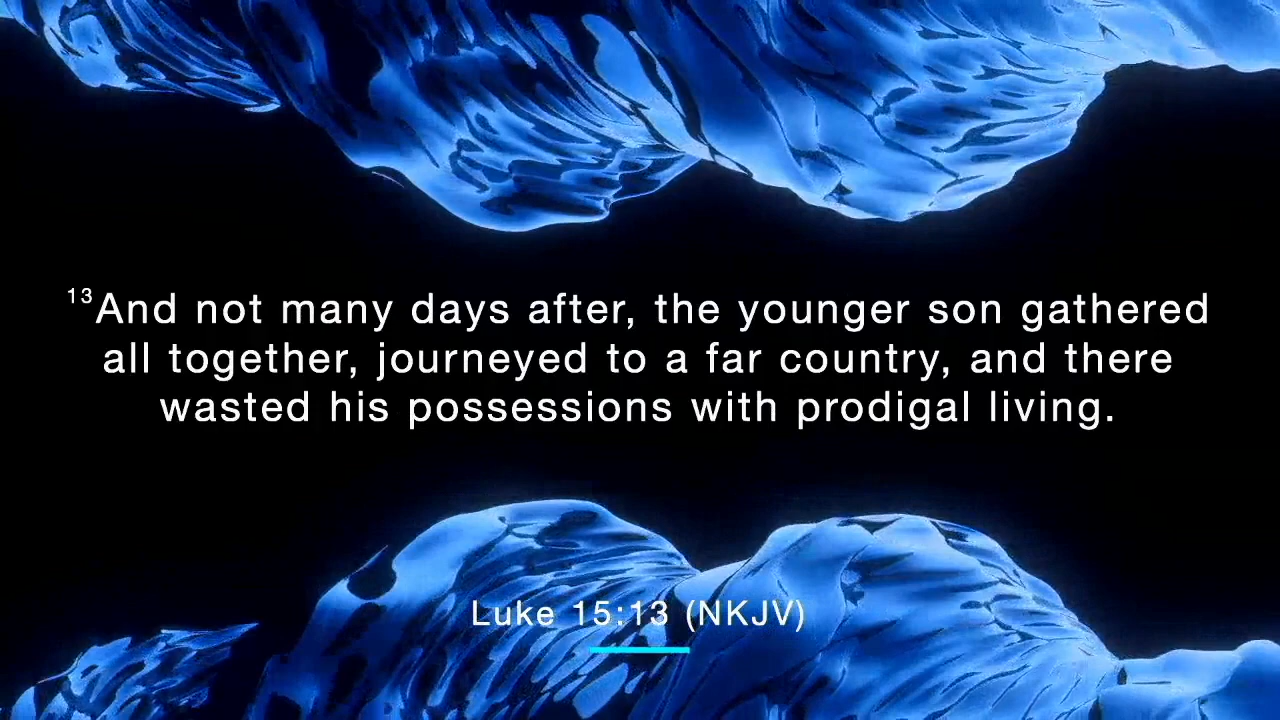 ¹³And not many days after, the younger son gathered
all together, journeyed to a far country, and there
wasted his possessions with prodigal living.
Luke 15:13 (NKJV)